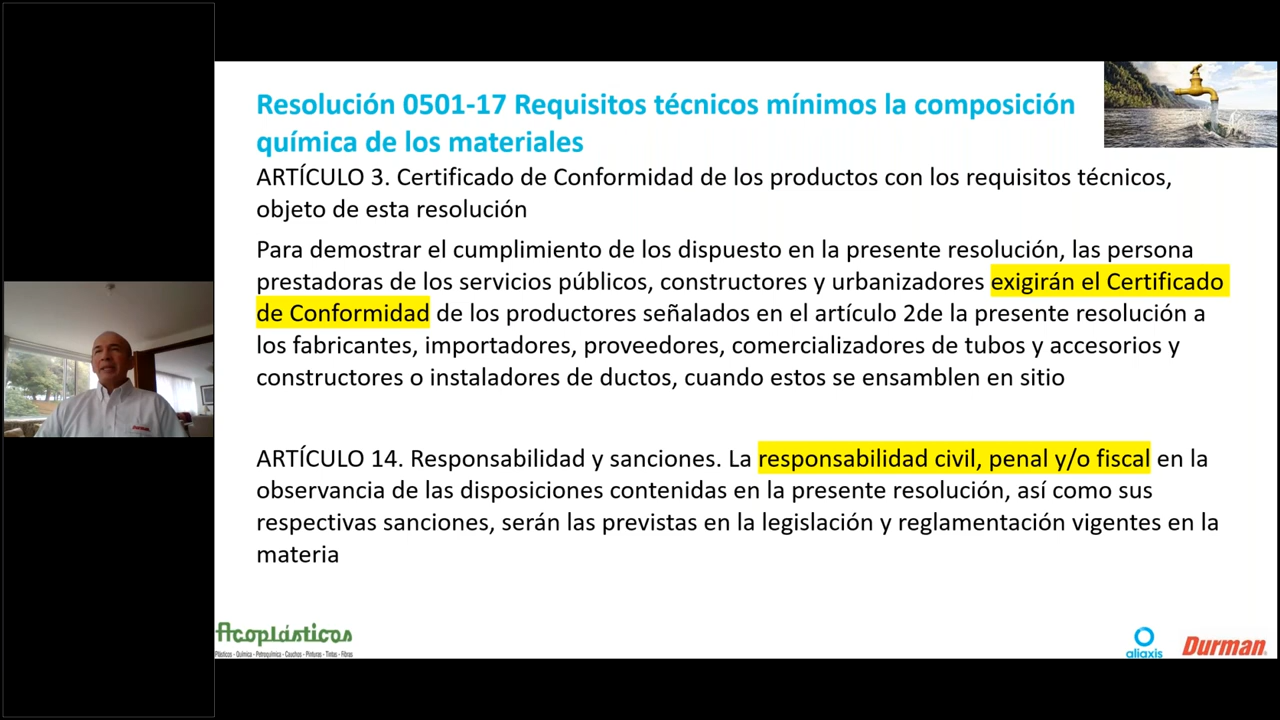 Resolución 0501-17 Requisitos técnicos mínimos la composición
química de los materiales
ARTÍCULO 3. Certificado de Conformidad de los productos con los requisitos técnicos,
objeto de esta resolución
Para demostrar el cumplimiento de los dispuesto en la presente resolución, las persona
prestadoras de los servicios públicos, constructores y urbanizadores exigirán el Certificado
de Conformidad de los productores señalados en el artículo 2de la presente resolución a
los fabricantes, importadores, proveedores, comercializadores de tubos y accesorios y
constructores o instaladores de ductos, cuando estos se ensamblen en sitio
ARTÍCULO 14. Responsabilidad y sanciones. La responsabilidad civil, penal y/o fiscal en la
observancia de las disposiciones contenidas en la presente resolución, así como sus
respectivas sanciones, serán las previstas en la legislación y reglamentación vigentes en la
materia
Acoplásticos
Plásticos - Química - Petroquímica - Cauchos - Pinturas - Tintas - Fibras
aliaxis
Durman
Durman